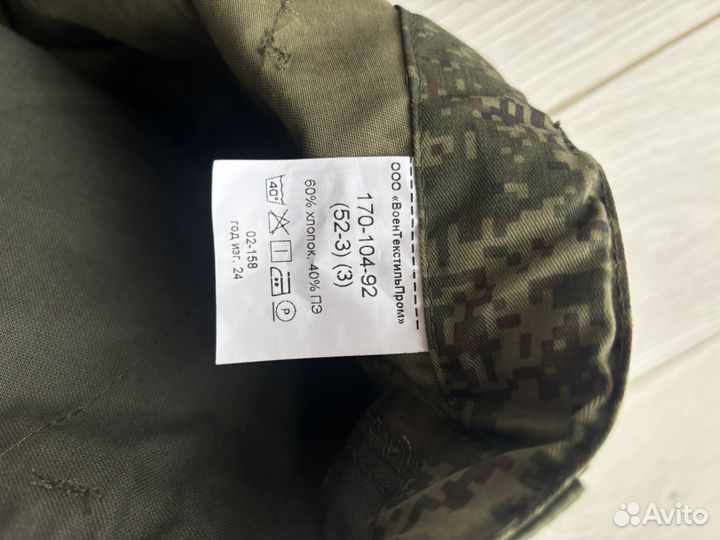 ООО «ВоенТекстильПром»
170-104-92
(52-3) (3)
60% хлопок, 40% ПЭ
40°
P
02-158
год изг. 24
Avito